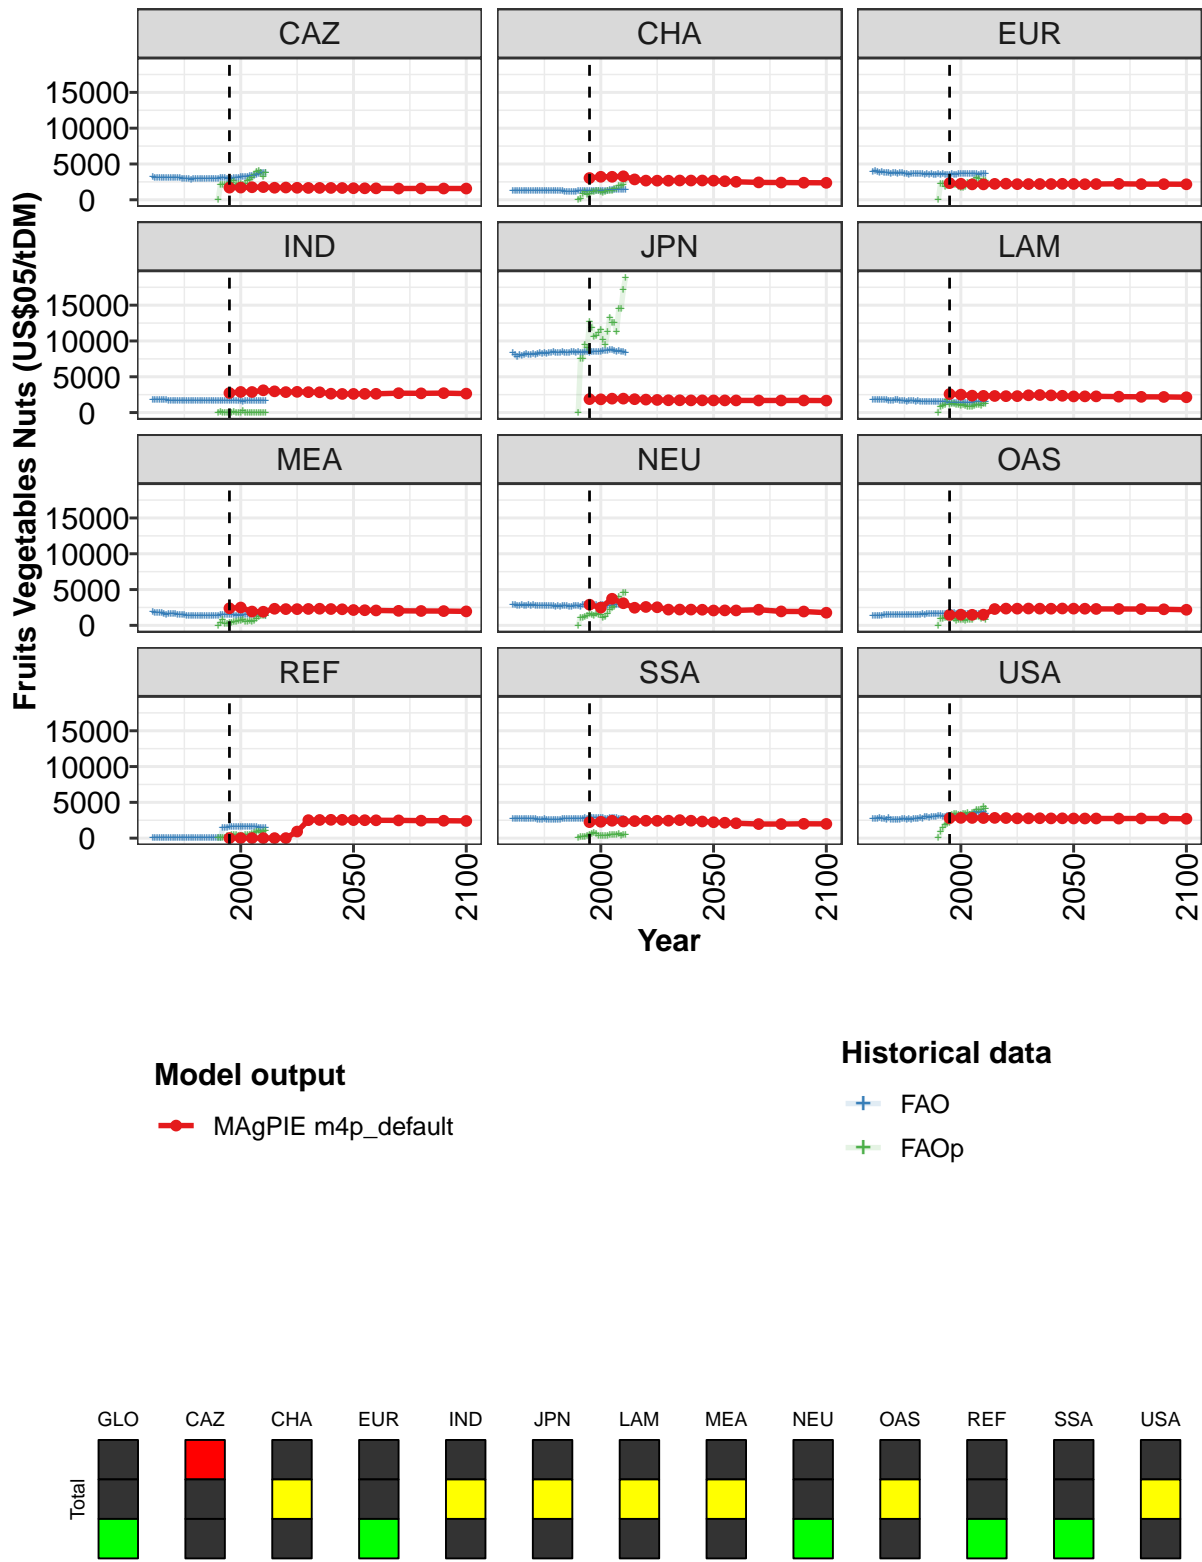 CAZ CHA EUR
15000
10000
5000
0
IND JPN LAM
15000
10000
5000
0
MEA NEU OAS
15000
10000
5000
0
REF SSA USA
15000
10000
5000
0
Fruits Vegetables Nuts (US$05/tDM)
2000 2050 2100 2000 2050 2100 2000 2050 2100
Year
Model output
MAgPIE m4p_default
Historical data
FAO
FAOp
GLO CAZ CHA EUR IND JPN LAM MEA NEU OAS REF SSA USA
Total